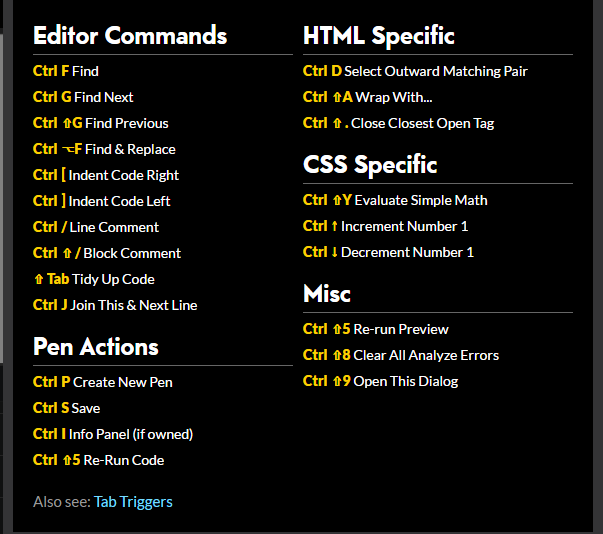 Editor Commands
Ctrl F Find
Ctrl G Find Next
Ctrl ⇧G Find Previous
Ctrl ⌥F Find & Replace
Ctrl [ Indent Code Right
Ctrl ] Indent Code Left
Ctrl / Line Comment
Ctrl ⇧ / Block Comment
⇧ Tab Tidy Up Code
Ctrl J Join This & Next Line
Pen Actions
Ctrl P Create New Pen
Ctrl S Save
Ctrl I Info Panel (if owned)
Ctrl ⇧5 Re-Run Code
Also see: Tab Triggers
HTML Specific
Ctrl D Select Outward Matching Pair
Ctrl ⇧A Wrap With...
Ctrl ⇧ . Close Closest Open Tag
CSS Specific
Ctrl ⇧Y Evaluate Simple Math
Ctrl ↑ Increment Number 1
Ctrl ↓ Decrement Number 1
Misc
Ctrl ⇧5 Re-run Preview
Ctrl ⇧8 Clear All Analyze Errors
Ctrl ⇧9 Open This Dialog